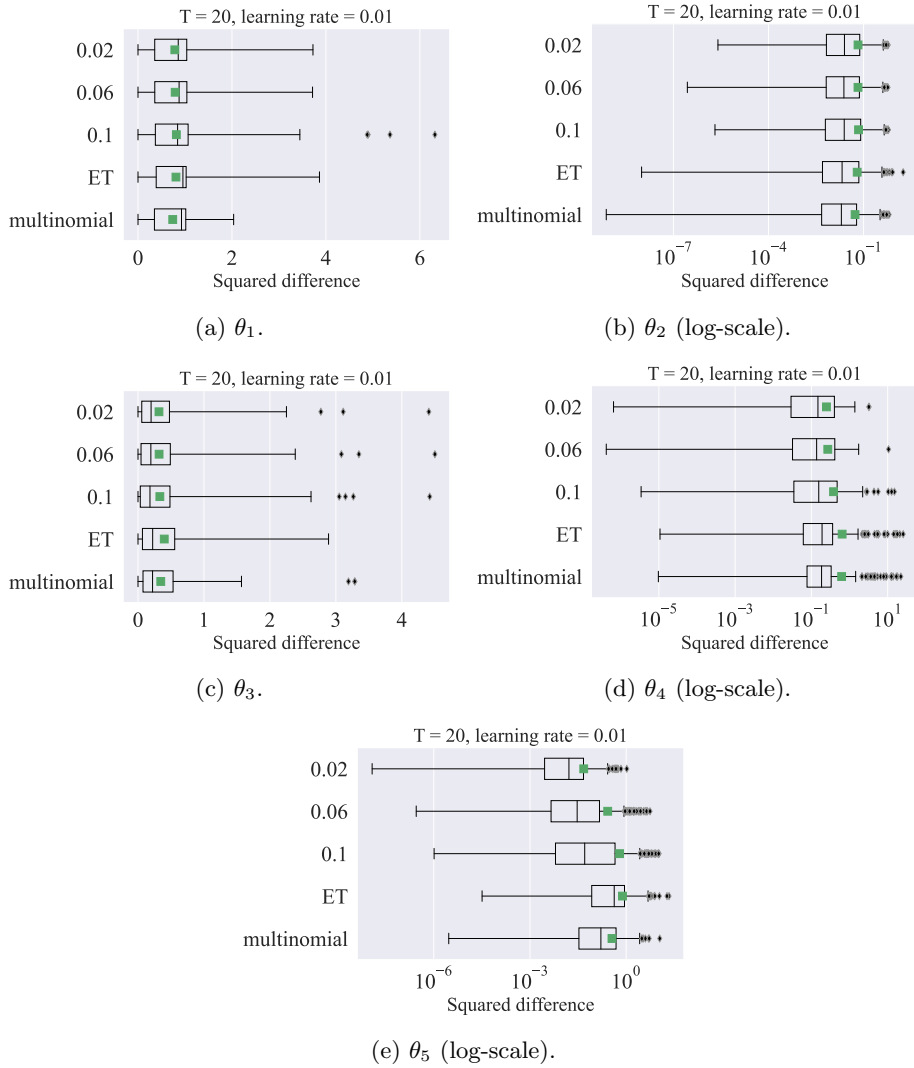 T = 20, learning rate = 0.01
0.02
0.06
0.1
ET
multinomial
0 2 4 6
Squared difference
(a) θ₁.
T = 20, learning rate = 0.01
0.02
0.06
0.1
ET
multinomial
10⁻⁷ 10⁻⁴ 10⁻¹
Squared difference
(b) θ₂ (log-scale).
T = 20, learning rate = 0.01
0.02
0.06
0.1
ET
multinomial
0 1 2 3 4
Squared difference
(c) θ₃.
T = 20, learning rate = 0.01
0.02
0.06
0.1
ET
multinomial
10⁻⁵ 10⁻³ 10⁻¹ 10¹
Squared difference
(d) θ₄ (log-scale).
T = 20, learning rate = 0.01
0.02
0.06
0.1
ET
multinomial
10⁻⁶ 10⁻³ 10⁰
Squared difference
(e) θ₅ (log-scale).